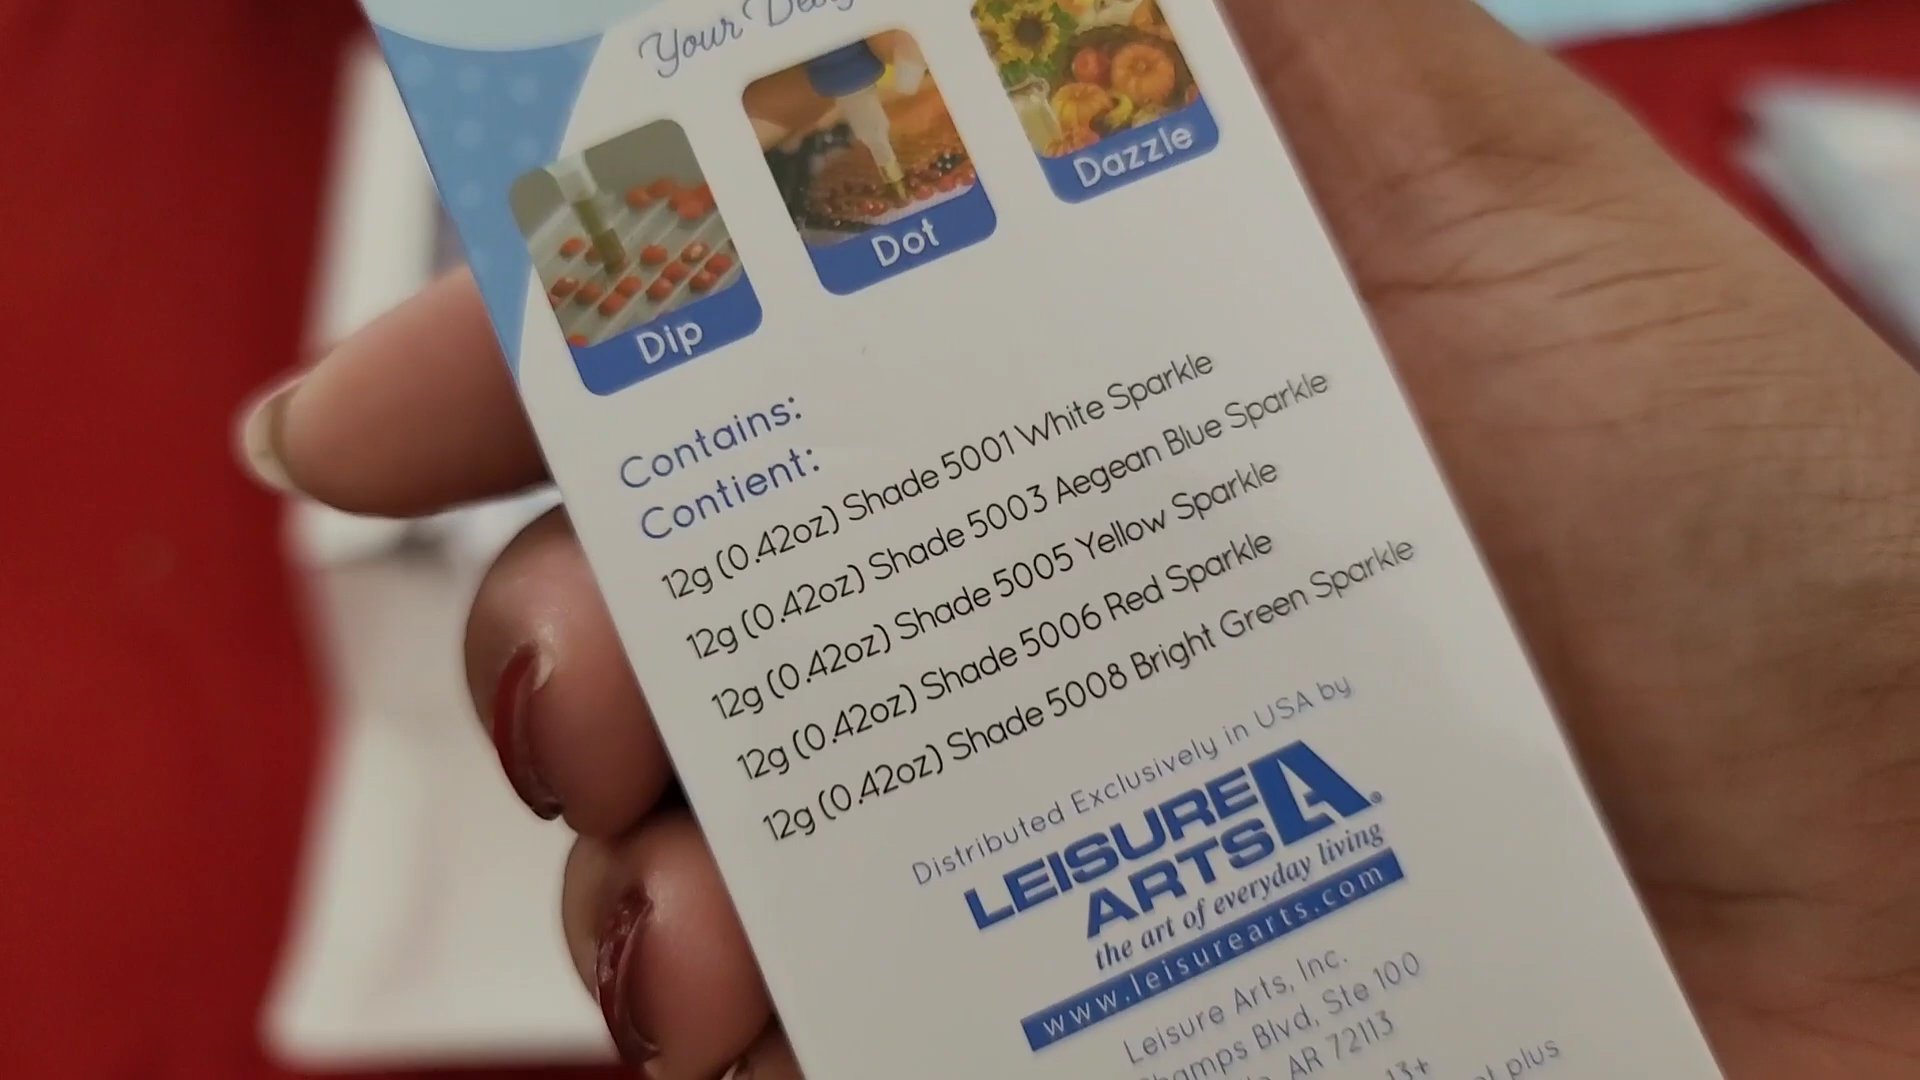 Your
Dip
Dot
Dazzle
Contains:
Contient:
12g (0.42oz) Shade 5001 White Sparkle
12g (0.42oz) Shade 5003 Aegean Blue Sparkle
12g (0.42oz) Shade 5005 Yellow Sparkle
12g (0.42oz) Shade 5006 Red Sparkle
12g (0.42oz) Shade 5008 Bright Green Sparkle
Distributed Exclusively in USA by
LEISURE
ARTS
the art of everyday living
www.leisurearts.com
Leisure Arts, Inc.
Blvd, Ste 100
AR 72113
13+
plus